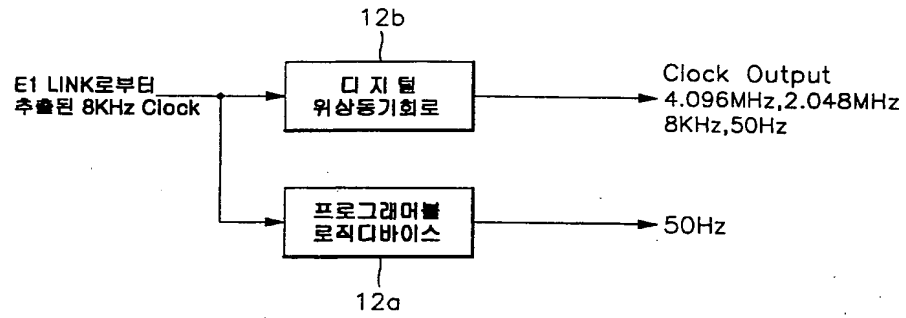 12b
E1 LINK로부터
추출된 8KHz Clock
디 지 털
위상동기회로
Clock Output
4.096MHz,2.048MHz
8KHz,50Hz
프로그래머블
로직디바이스
50Hz
12a